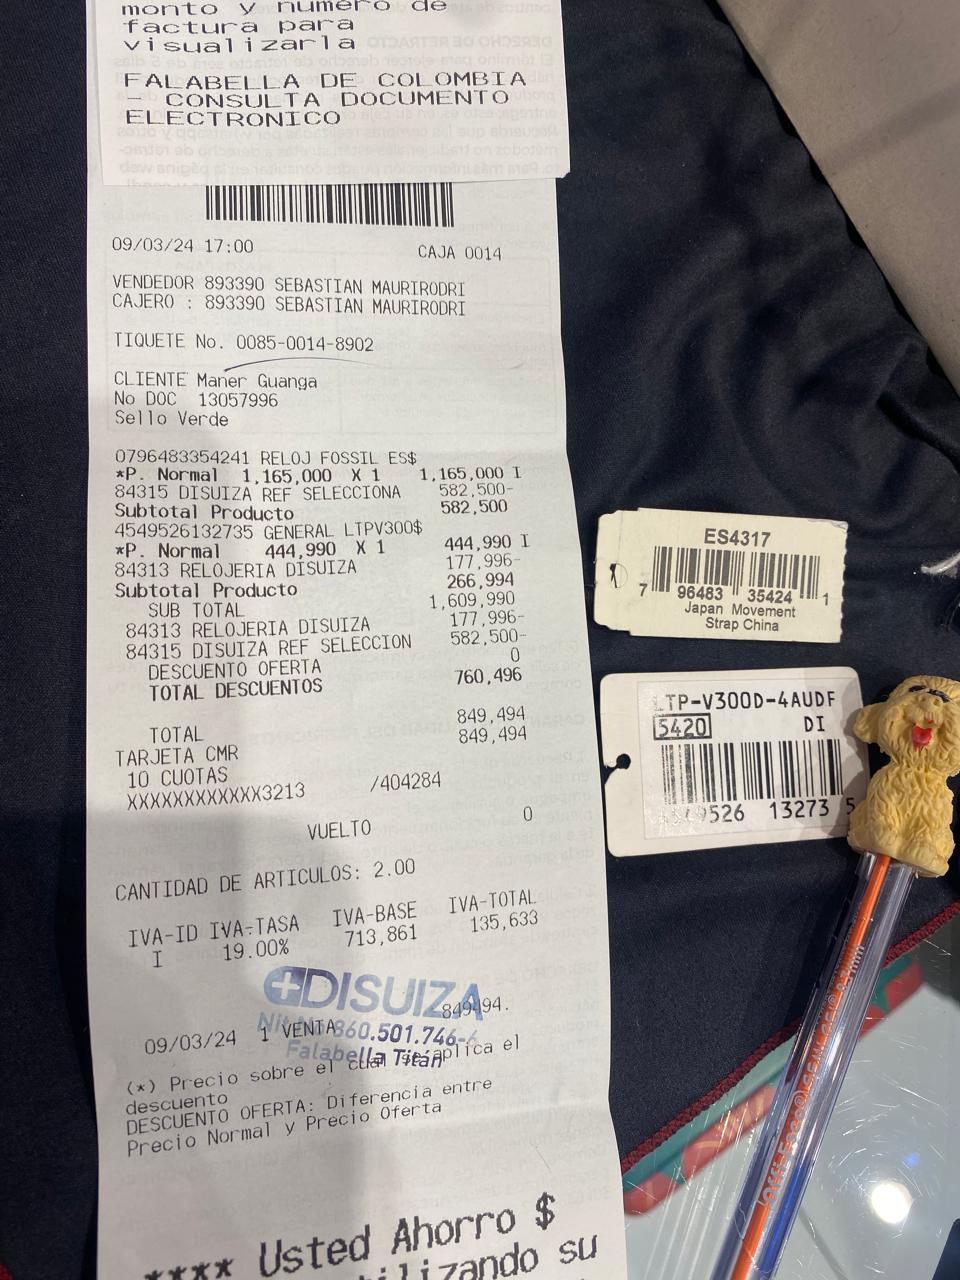 monto y número de
factura para
visualizarla
FALABELLA DE COLOMBIA
- CONSULTA DOCUMENTO
ELECTRONICO
09/03/24 17:00 CAJA 0014
VENDEDOR 893390 SEBASTIAN MAURIRODRI
CAJERO : 893390 SEBASTIAN MAURIRODRI
TIQUETE No. 0085-0014-8902
CLIENTE Maner Guanga
No DOC 13057996
Sello Verde
0796483354241 RELOJ FOSSIL ES$
*P. Normal 1,165,000 X 1 1,165,000 I
84315 DISUIZA REF SELECCIONA 582,500-
Subtotal Producto 582,500
4549526132735 GENERAL LTPV300$
*P. Normal 444,990 X 1 444,990 I
84313 RELOJERIA DISUIZA 177,996-
Subtotal Producto 266,994
SUB TOTAL 1,609,990
84313 RELOJERIA DISUIZA 177,996-
84315 DISUIZA REF SELECCION 582,500-
DESCUENTO OFERTA 0
TOTAL DESCUENTOS 760,496
TOTAL 849,494
TARJETA CMR 849,494
10 CUOTAS
XXXXXXXXXXXX3213 /404284
VUELTO 0
CANTIDAD DE ARTICULOS: 2.00
IVA-ID IVA-TASA IVA-BASE IVA-TOTAL
I 19.00% 713,861 135,633
DISUIZA
849494.
09/03/24 1 VENTA
860.501.746-
Falabella Titán
(*) Precio sobre el cual se aplica el
descuento
DESCUENTO OFERTA: Diferencia entre
Precio Normal y Precio Oferta
**** Usted Ahorro $
su
ES4317
7 96483 35424 1
Japan Movement
Strap China
LTP-V300D-4AUDF
5420 DI
9526 13273 5